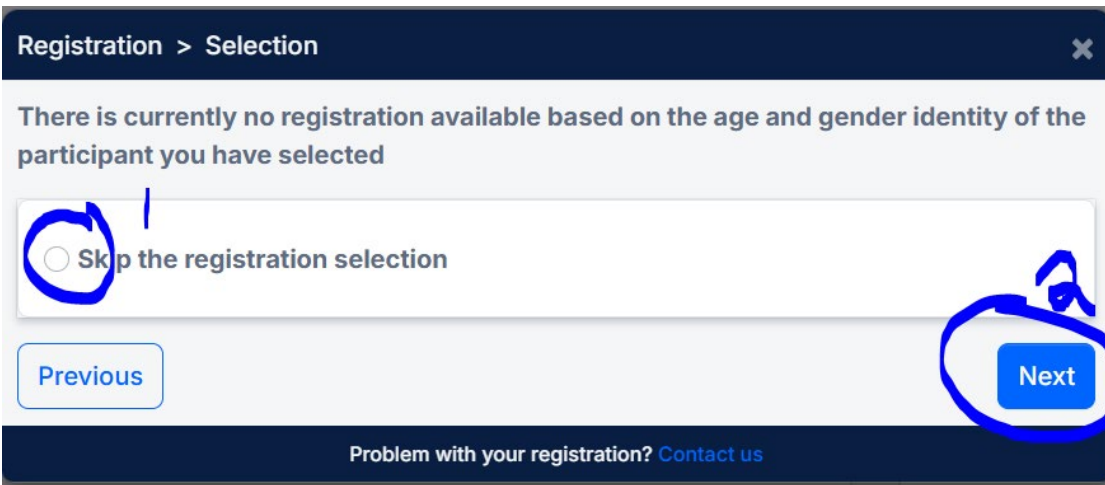 Registration > Selection
There is currently no registration available based on the age and gender identity of the
participant you have selected
1
Skip the registration selection
2
Previous
Next
Problem with your registration? Contact us